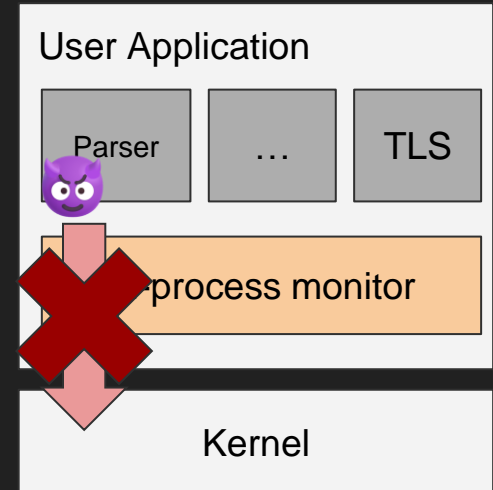 User Application
Parser
...
TLS
-process monitor
Kernel